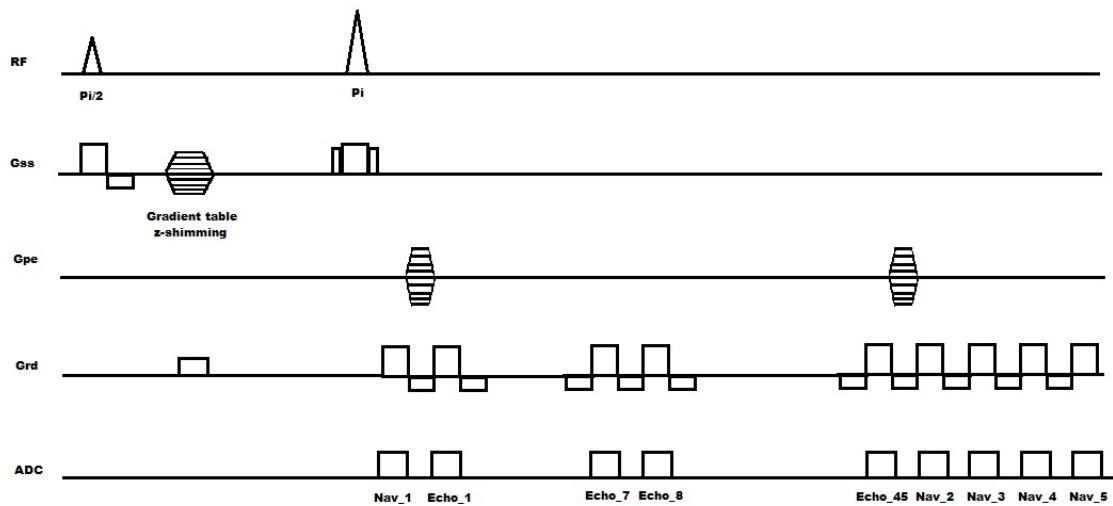 RF
Pi/2
Pi
Gss
Gradient table
z-shimming
Gpe
Grd
ADC
Nav_1 Echo_1 Echo_7 Echo_8 Echo_45 Nav_2 Nav_3 Nav_4 Nav_5